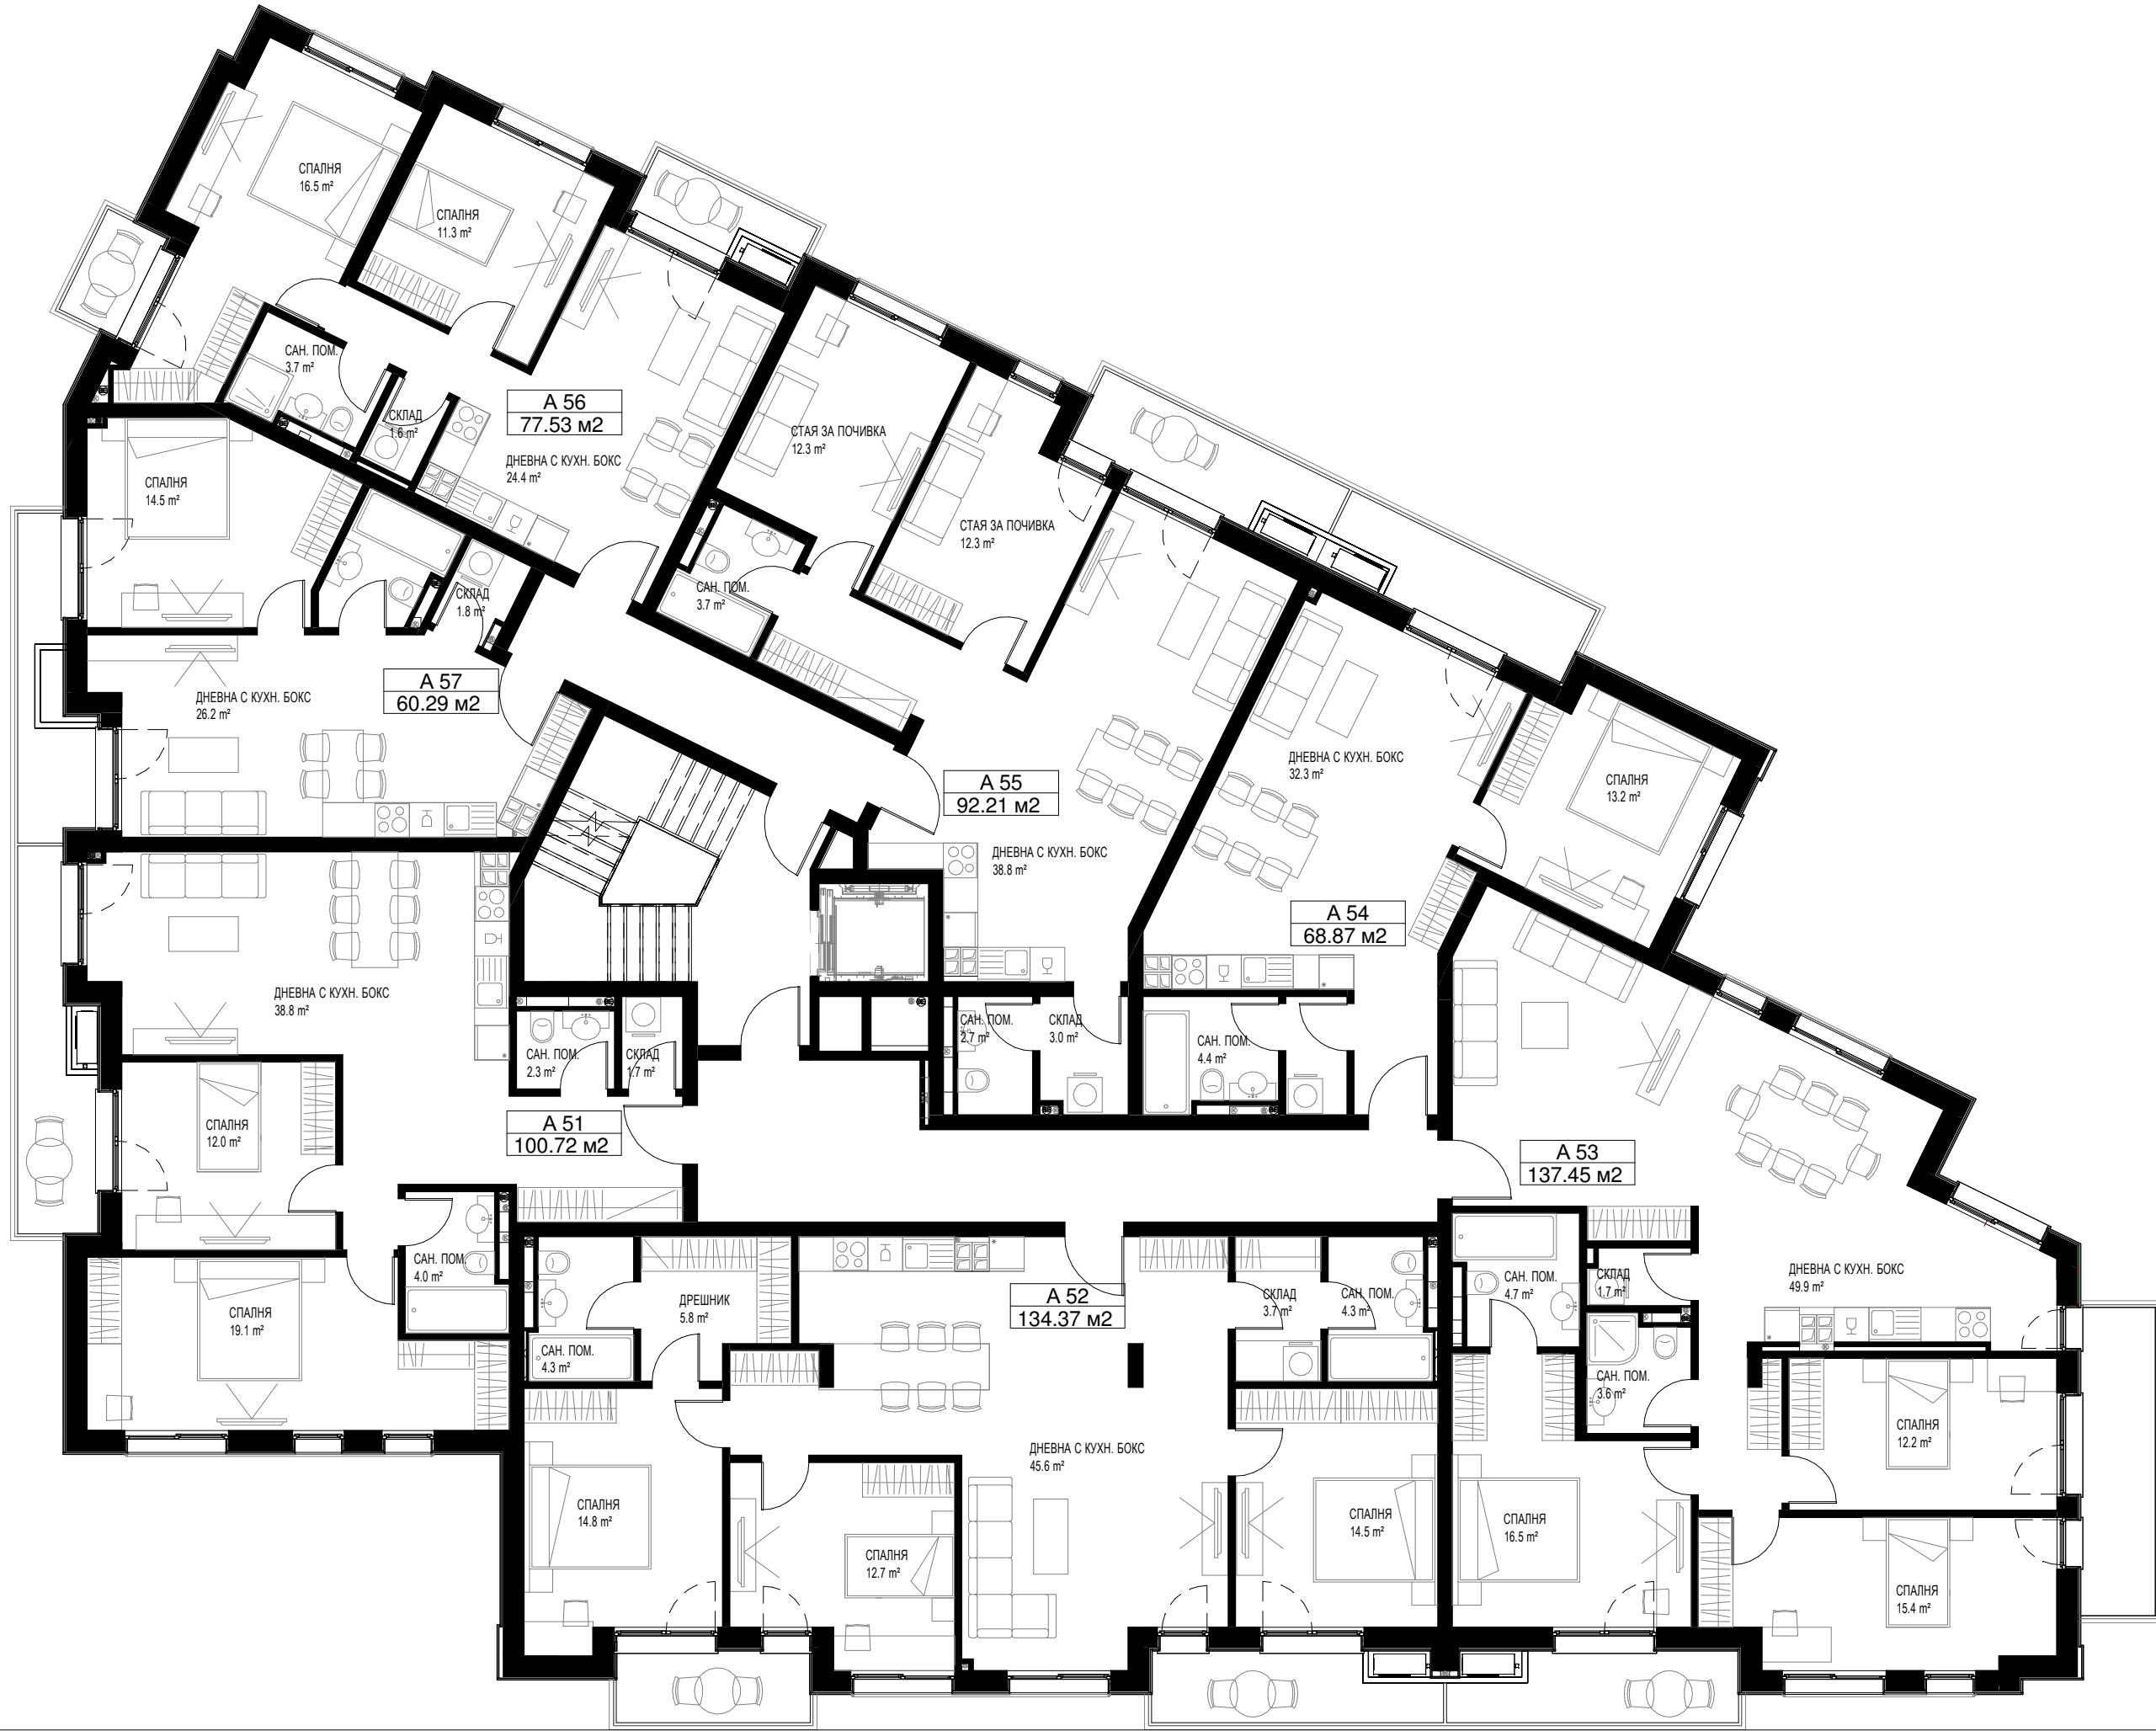 СПАЛНЯ
16.5 m²
СПАЛНЯ
11.3 m²
САН. ПОМ.
3.7 m²
СКЛАД
1.6 m²
А 56
77.53 м2
ДНЕВНА С КУХН. БОКС
24.4 m²
СТАЯ ЗА ПОЧИВКА
12.3 m²
СТАЯ ЗА ПОЧИВКА
12.3 m²
САН. ПОМ.
3.7 m²
СПАЛНЯ
14.5 m²
СКЛАД
1.8 m²
А 57
60.29 м2
ДНЕВНА С КУХН. БОКС
26.2 m²
А 55
92.21 м2
ДНЕВНА С КУХН. БОКС
38.8 m²
ДНЕВНА С КУХН. БОКС
32.3 m²
СПАЛНЯ
13.2 m²
А 54
68.87 м2
ДНЕВНА С КУХН. БОКС
38.8 m²
САН. ПОМ.
2.3 m²
СКЛАД
1.7 m²
САН. ПОМ.
2.7 m²
СКЛАД
3.0 m²
САН. ПОМ.
4.4 m²
СПАЛНЯ
12.0 m²
А 51
100.72 м2
А 53
137.45 м2
САН. ПОМ.
4.0 m²
СПАЛНЯ
19.1 m²
САН. ПОМ.
4.3 m²
ДРЕШНИК
5.8 m²
А 52
134.37 м2
СКЛАД
3.7 m²
САН. ПОМ.
4.3 m²
САН. ПОМ.
4.7 m²
СКЛАД
1.7 m²
ДНЕВНА С КУХН. БОКС
49.9 m²
САН. ПОМ.
3.6 m²
СПАЛНЯ
12.2 m²
ДНЕВНА С КУХН. БОКС
45.6 m²
СПАЛНЯ
14.8 m²
СПАЛНЯ
12.7 m²
СПАЛНЯ
14.5 m²
СПАЛНЯ
16.5 m²
СПАЛНЯ
15.4 m²